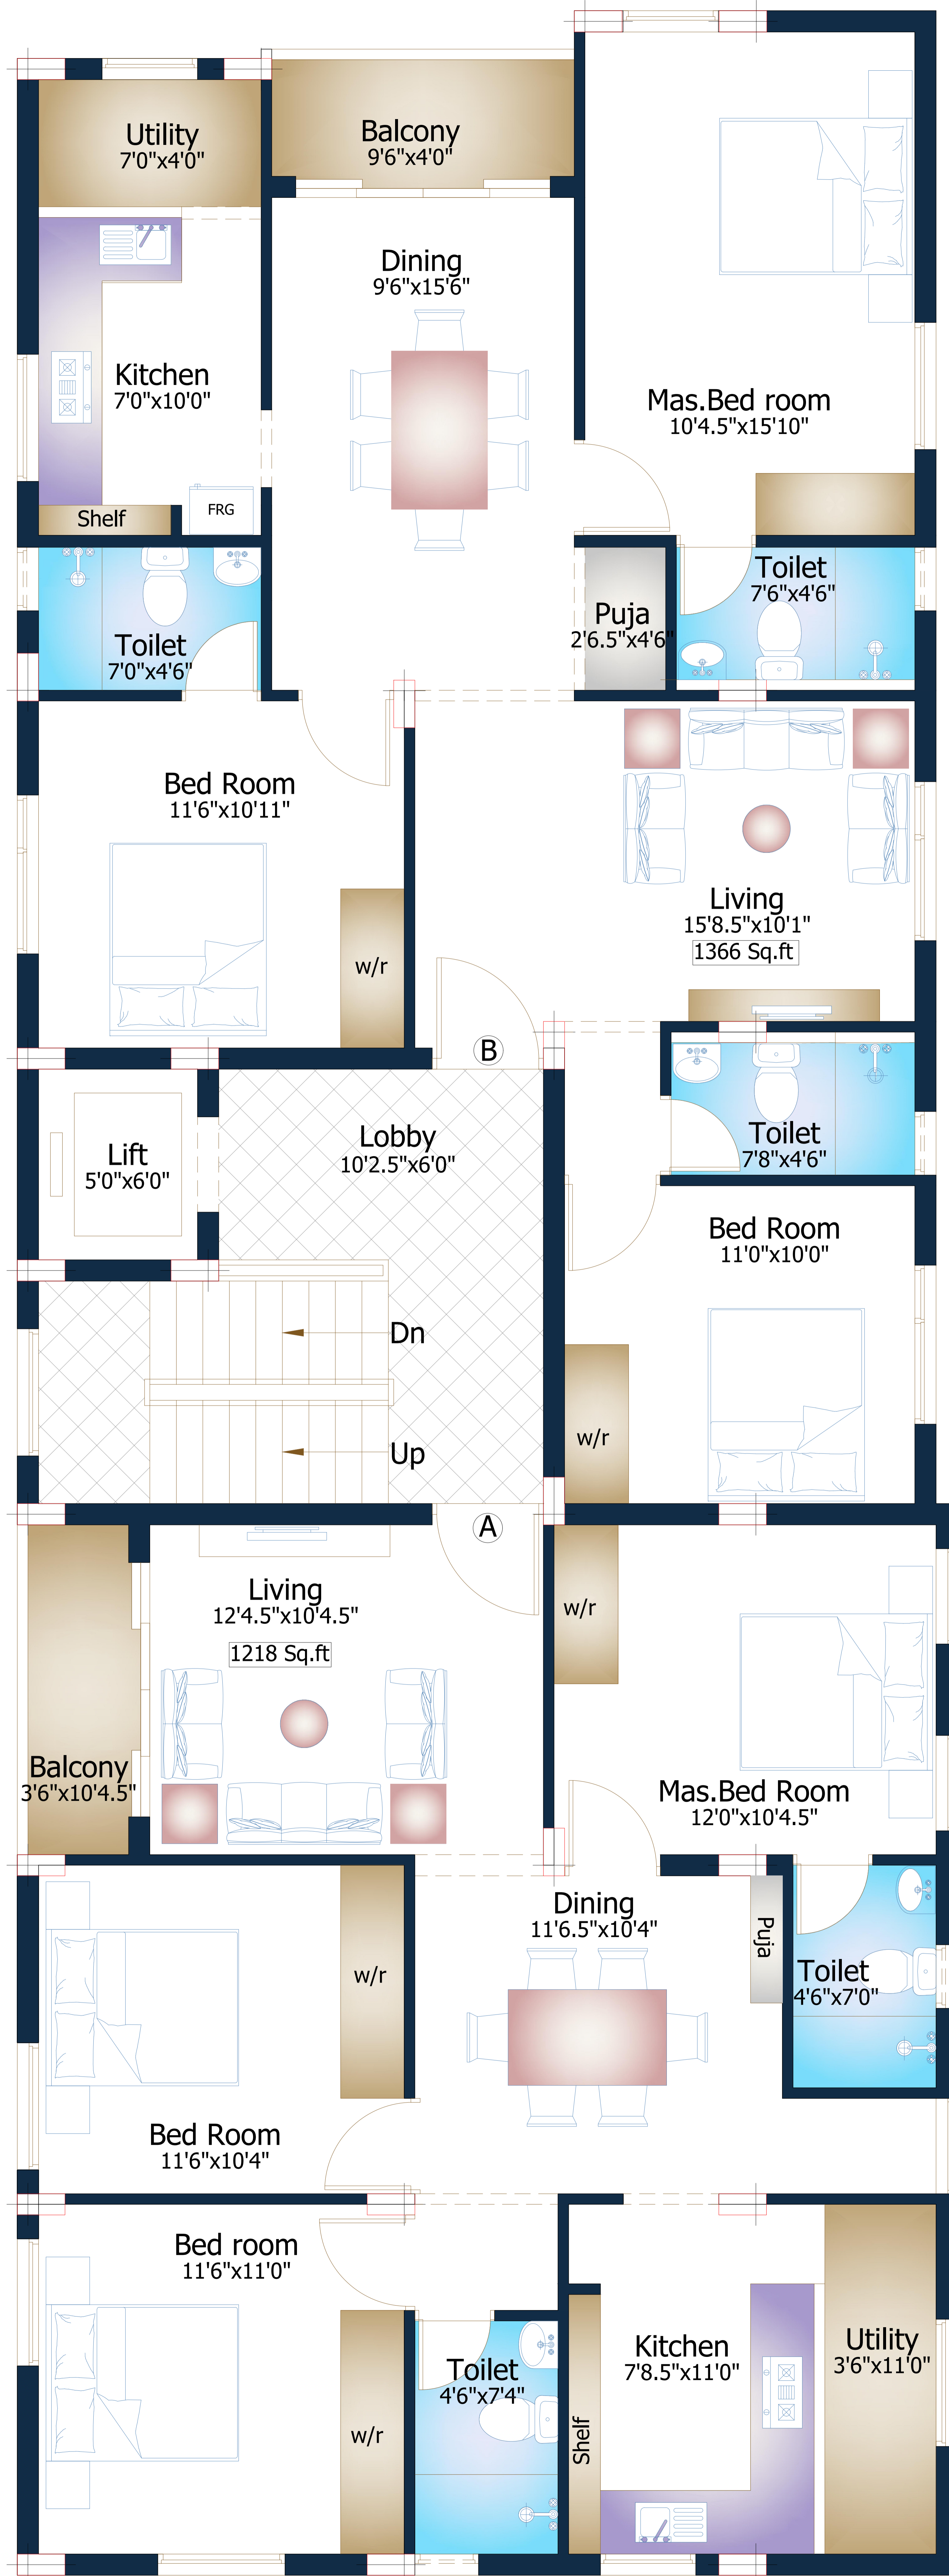 Utility
7'0"x4'0"
Balcony
9'6"x4'0"
Dining
9'6"x15'6"
Kitchen
7'0"x10'0"
Mas.Bed room
10'4.5"x15'10"
Shelf
FRG
Toilet
7'0"x4'6"
Puja
2'6.5"x4'6"
Toilet
7'6"x4'6"
Bed Room
11'6"x10'11"
w/r
Living
15'8.5"x10'1"
1366 Sq.ft
B
Lift
5'0"x6'0"
Lobby
10'2.5"x6'0"
Toilet
7'8"x4'6"
Bed Room
11'0"x10'0"
w/r
Dn
Up
A
Living
12'4.5"x10'4.5"
1218 Sq.ft
w/r
Balcony
3'6"x10'4.5"
Mas.Bed Room
12'0"x10'4.5"
Dining
11'6.5"x10'4"
Puja
Toilet
4'6"x7'0"
w/r
Bed Room
11'6"x10'4"
Bed room
11'6"x11'0"
w/r
Toilet
4'6"x7'4"
Shelf
Kitchen
7'8.5"x11'0"
Utility
3'6"x11'0"